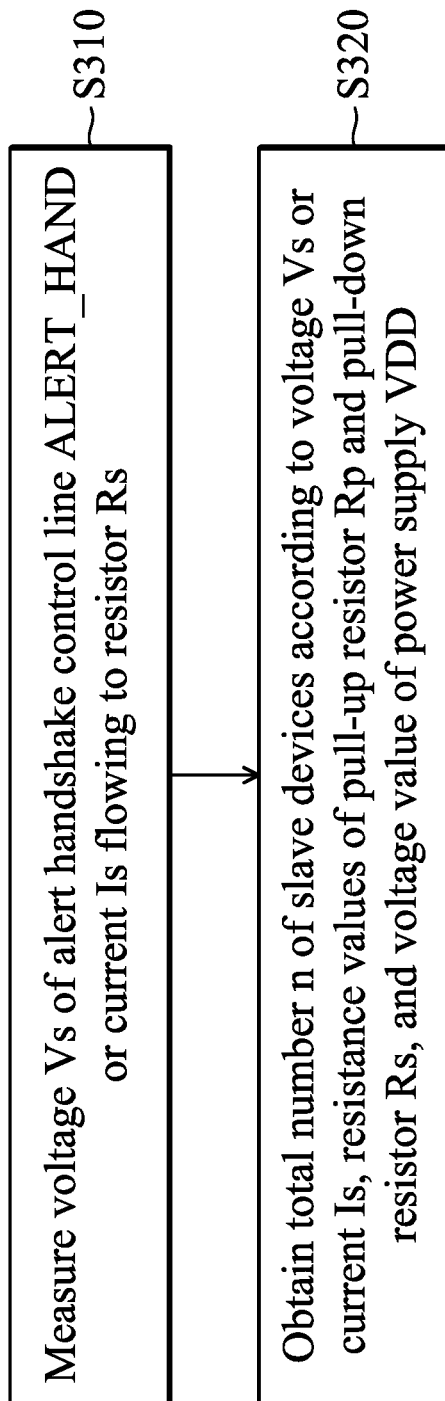 Measure voltage Vs of alert handshake control line ALERT_HAND
or current Is flowing to resistor Rs
S310
Obtain total number n of slave devices according to voltage Vs or
current Is, resistance values of pull-up resistor Rp and pull-down
resistor Rs, and voltage value of power supply VDD
S320